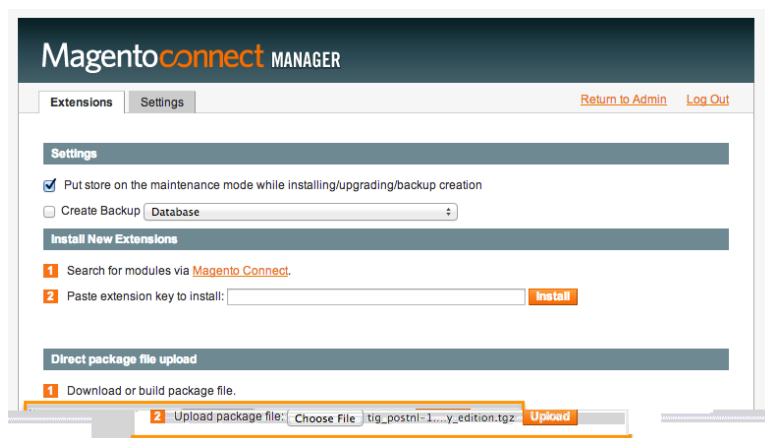 Magentoconnect MANAGER
Extensions Settings Return to Admin Log Out
Settings
Put store on the maintenance mode while installing/upgrading/backup creation
Create Backup Database
Install New Extensions
1 Search for modules via Magento Connect.
2 Paste extension key to install: Install
Direct package file upload
1 Download or build package file.
2 Upload package file: Choose File tig_postnl-1....y_edition.tgz Upload